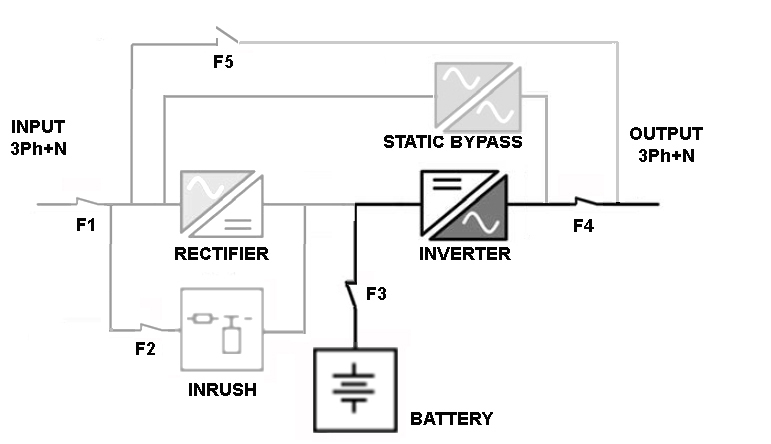 F5
INPUT
3Ph+N
STATIC BYPASS
OUTPUT
3Ph+N
F1
RECTIFIER
INVERTER
F4
F3
F2
INRUSH
BATTERY